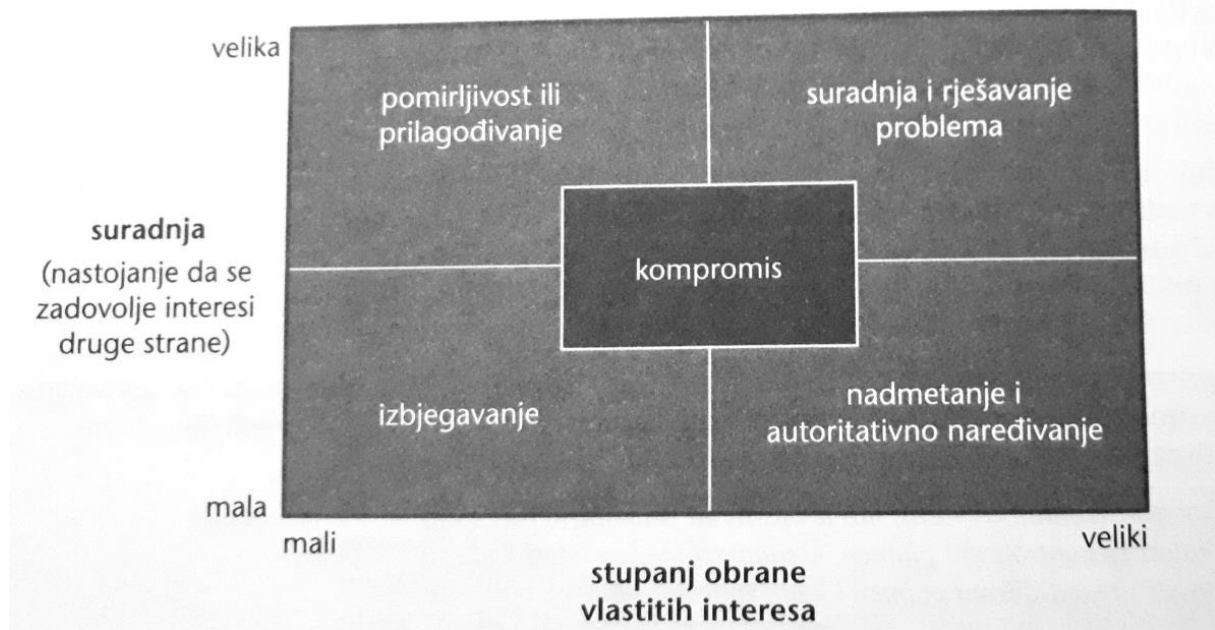 velika
pomirljivost ili
prilagođivanje
suradnja i rješavanje
problema
suradnja
(nastojanje da se
zadovolje interesi
druge strane)
kompromis
izbjegavanje
nadmetanje i
autoritativno naređivanje
mala
mali
veliki
stupanj obrane
vlastitih interesa